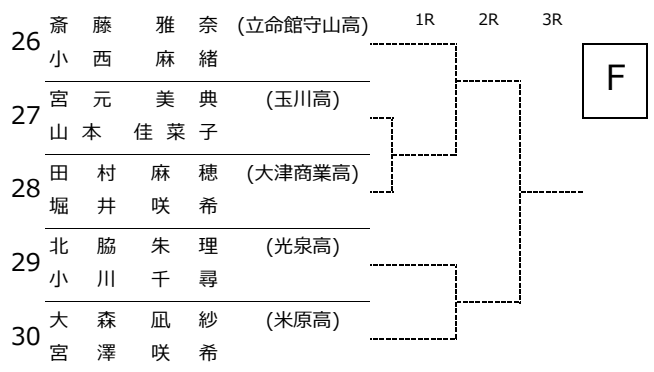 1R 2R 3R
F
26 斎藤 雅奈 (立命館守山高)
小西 麻緒
27 宮元 美典 (玉川高)
山本 佳菜子
28 田村 麻穂 (大津商業高)
堀井 咲希
29 北脇 朱理 (光泉高)
小川 千尋
30 大森 凪紗 (米原高)
宮澤 咲希